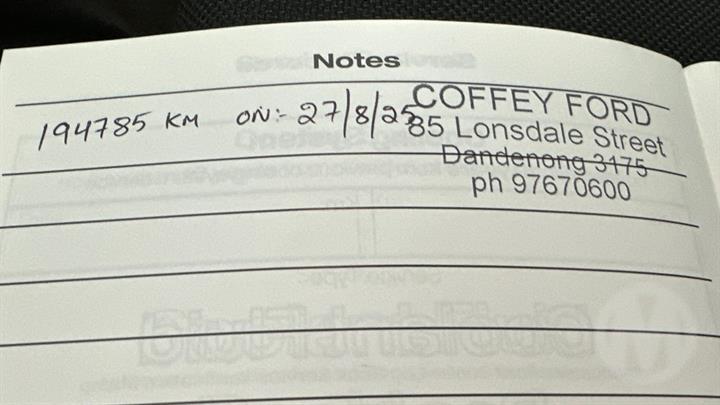 Notes
194785 KM ON:- 27/8/25
COFFEY FORD
85 Lonsdale Street
Dandenong 3175
ph 97670600